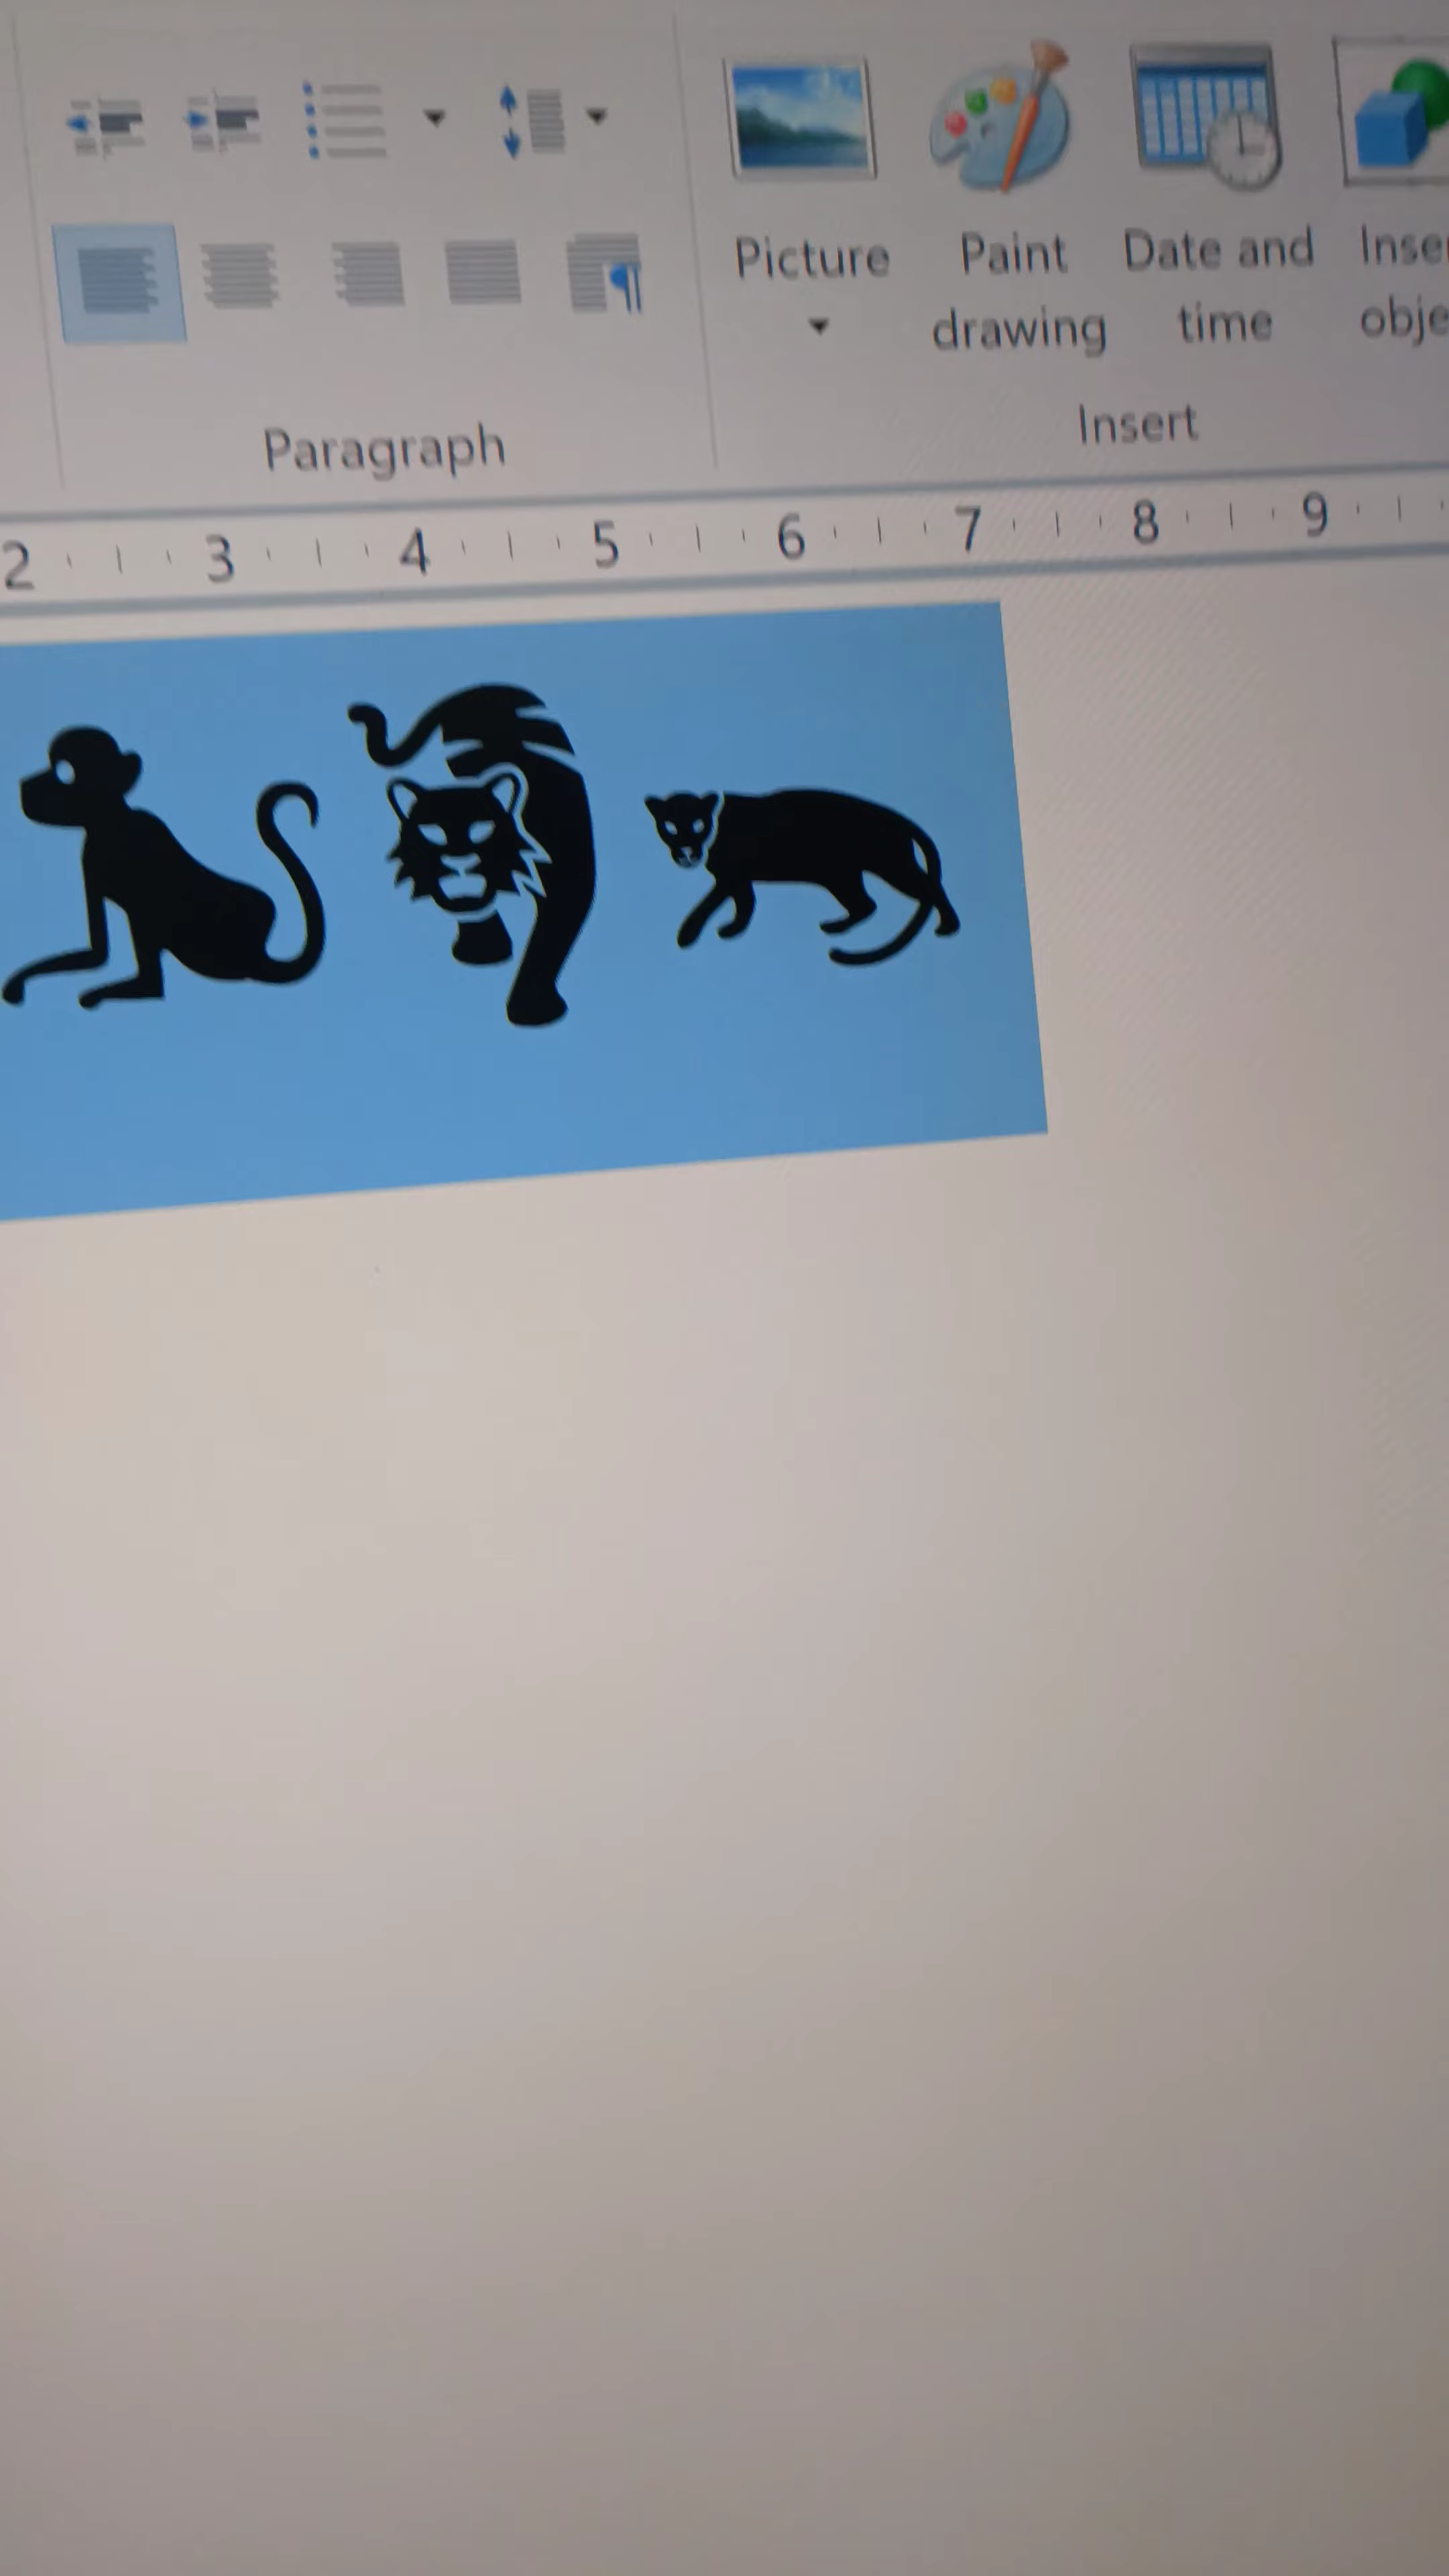 Picture
Paint drawing
Date and time
Paragraph
Insert
2 3 4 5 6 7 8 9